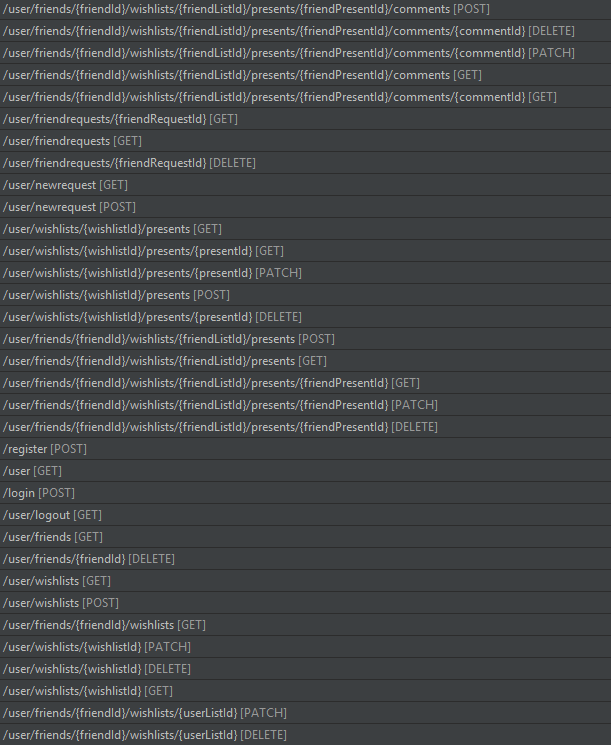 /user/friends/{friendId}/wishlists/{friendListId}/presents/{friendPresentId}/comments [POST]
/user/friends/{friendId}/wishlists/{friendListId}/presents/{friendPresentId}/comments/{commentId} [DELETE]
/user/friends/{friendId}/wishlists/{friendListId}/presents/{friendPresentId}/comments/{commentId} [PATCH]
/user/friends/{friendId}/wishlists/{friendListId}/presents/{friendPresentId}/comments [GET]
/user/friends/{friendId}/wishlists/{friendListId}/presents/{friendPresentId}/comments/{commentId} [GET]
/user/friendrequests/{friendRequestId} [GET]
/user/friendrequests [GET]
/user/friendrequests/{friendRequestId} [DELETE]
/user/newrequest [GET]
/user/newrequest [POST]
/user/wishlists/{wishlistId}/presents [GET]
/user/wishlists/{wishlistId}/presents/{presentId} [GET]
/user/wishlists/{wishlistId}/presents/{presentId} [PATCH]
/user/wishlists/{wishlistId}/presents [POST]
/user/wishlists/{wishlistId}/presents/{presentId} [DELETE]
/user/friends/{friendId}/wishlists/{friendListId}/presents [POST]
/user/friends/{friendId}/wishlists/{friendListId}/presents [GET]
/user/friends/{friendId}/wishlists/{friendListId}/presents/{friendPresentId} [GET]
/user/friends/{friendId}/wishlists/{friendListId}/presents/{friendPresentId} [PATCH]
/user/friends/{friendId}/wishlists/{friendListId}/presents/{friendPresentId} [DELETE]
/register [POST]
/user [GET]
/login [POST]
/user/logout [GET]
/user/friends [GET]
/user/friends/{friendId} [DELETE]
/user/wishlists [GET]
/user/wishlists [POST]
/user/friends/{friendId}/wishlists [GET]
/user/wishlists/{wishlistId} [PATCH]
/user/wishlists/{wishlistId} [DELETE]
/user/wishlists/{wishlistId} [GET]
/user/friends/{friendId}/wishlists/{userListId} [PATCH]
/user/friends/{friendId}/wishlists/{userListId} [DELETE]